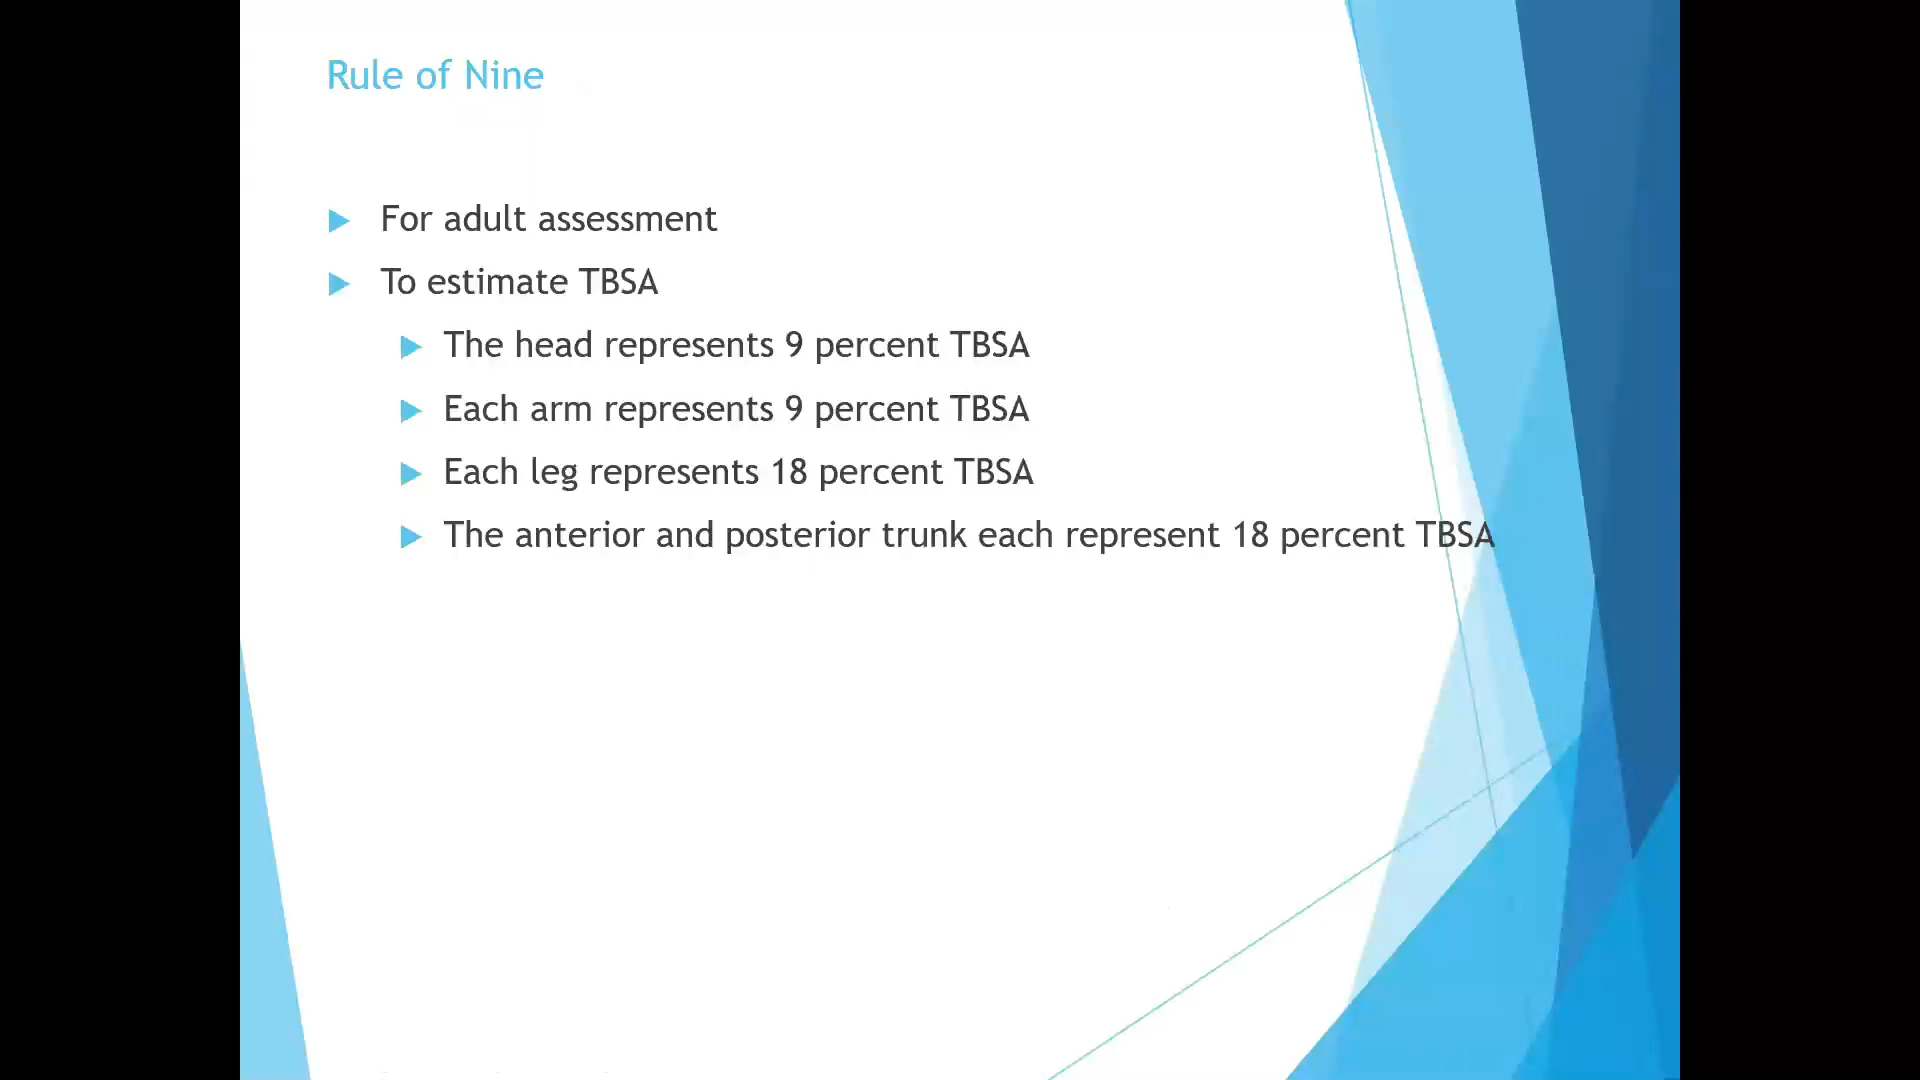 Rule of Nine
For adult assessment
To estimate TBSA
The head represents 9 percent TBSA
Each arm represents 9 percent TBSA
Each leg represents 18 percent TBSA
The anterior and posterior trunk each represent 18 percent TBSA